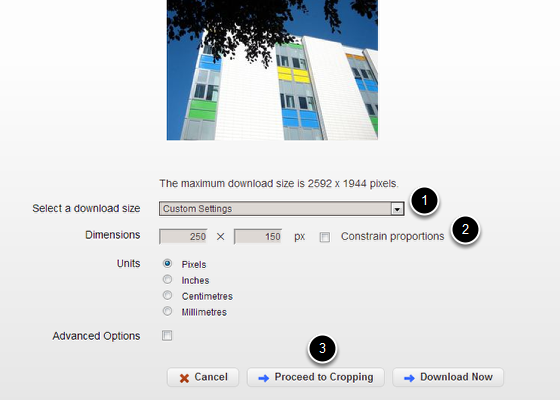 The maximum download size is 2592 x 1944 pixels.
Select a download size Custom Settings 1
Dimensions 250 × 150 px Constrain proportions 2
Units Pixels
Inches
Centimetres
Millimetres
Advanced Options
3
Cancel Proceed to Cropping Download Now